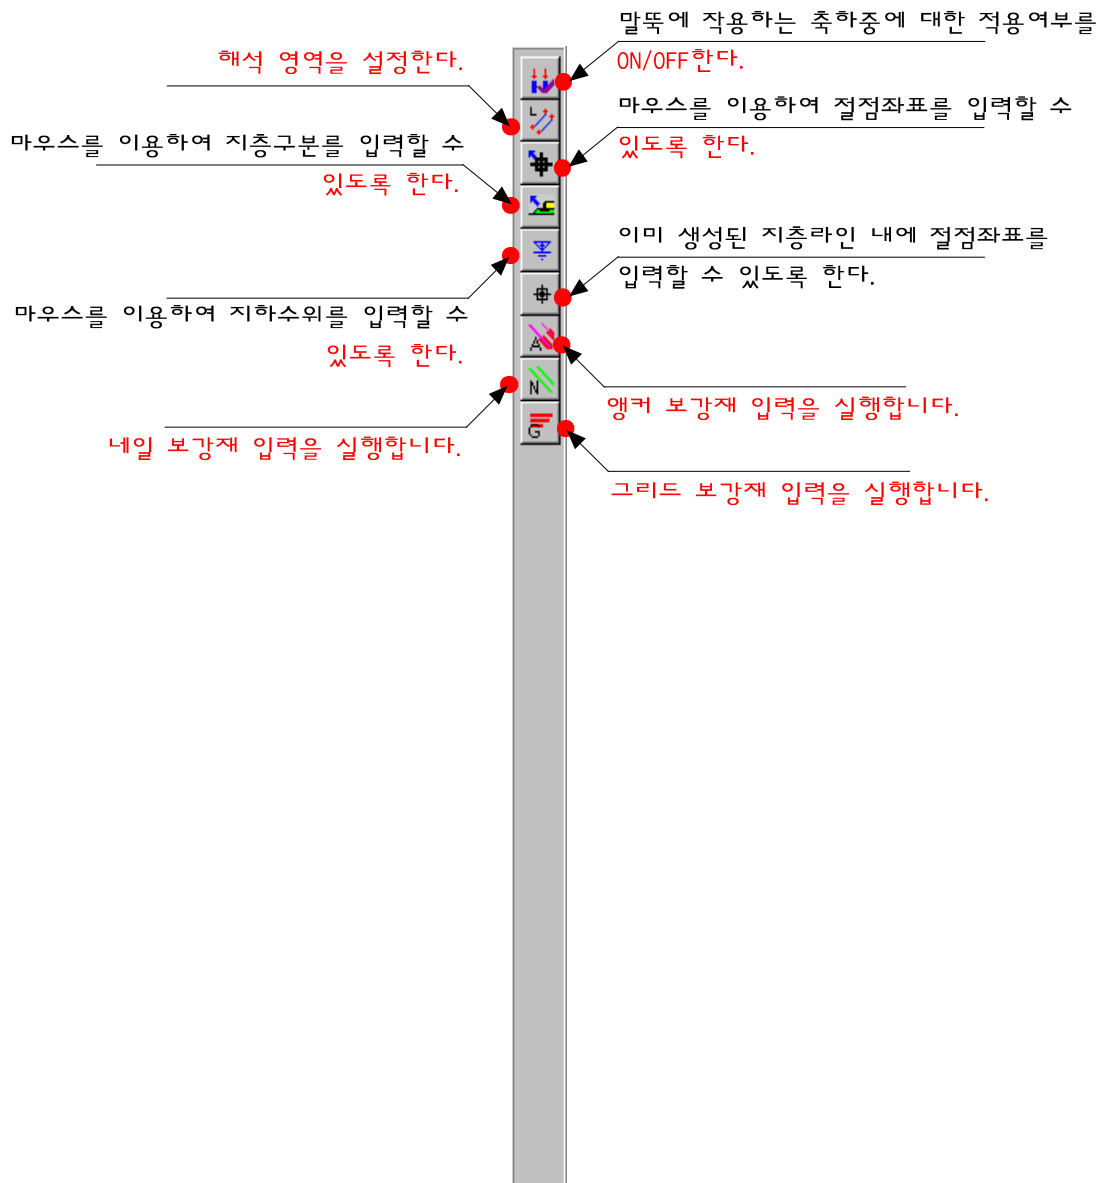 말뚝에 작용하는 축하중에 대한 적용여부를
ON/OFF한다.
해석 영역을 설정한다.
마우스를 이용하여 절점좌표를 입력할 수
있도록 한다.
마우스를 이용하여 지층구분를 입력할 수
있도록 한다.
이미 생성된 지층라인 내에 절점좌표를
입력할 수 있도록 한다.
마우스를 이용하여 지하수위를 입력할 수
있도록 한다.
앵커 보강재 입력을 실행합니다.
네일 보강재 입력을 실행합니다.
그리드 보강재 입력을 실행합니다.
L
A
N
G